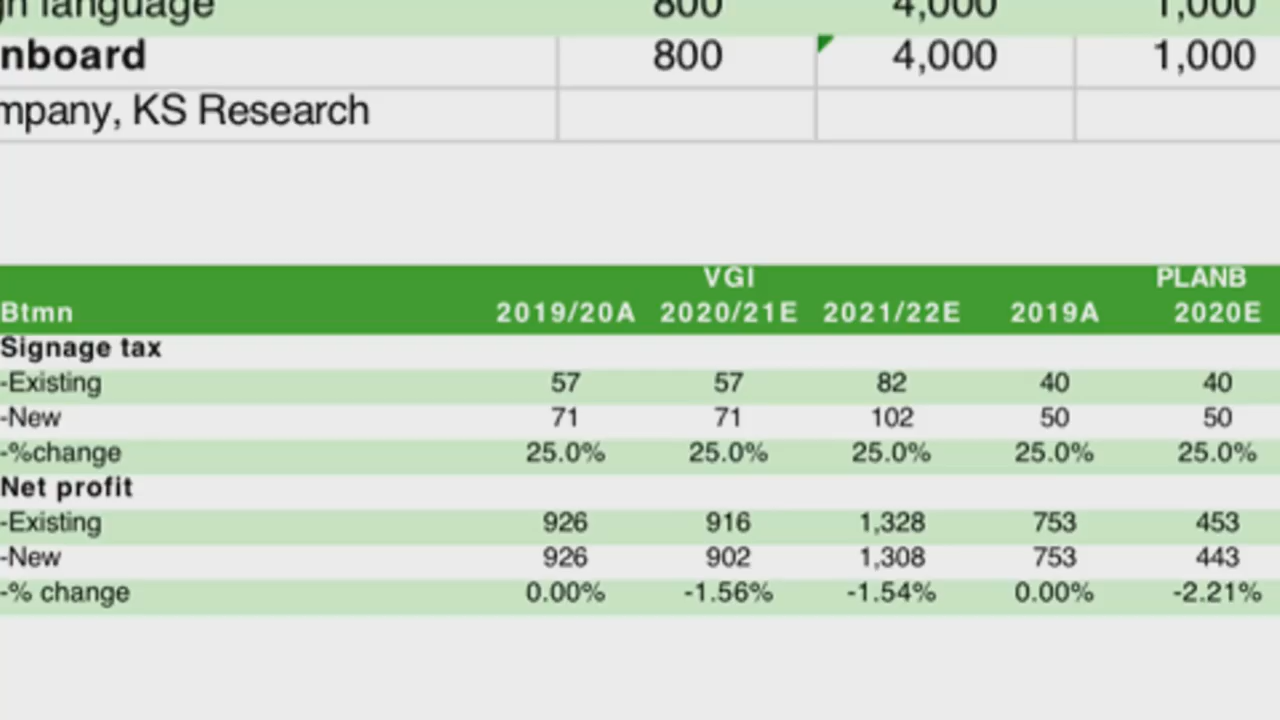 language 800 4,000 1,000
nboard 800 4,000 1,000
mpany, KS Research
VGI PLANB
Btmn 2019/20A 2020/21E 2021/22E 2019A 2020E
Signage tax
-Existing 57 57 82 40 40
-New 71 71 102 50 50
-%change 25.0% 25.0% 25.0% 25.0% 25.0%
Net profit
-Existing 926 916 1,328 753 453
-New 926 902 1,308 753 443
-% change 0.00% -1.56% -1.54% 0.00% -2.21%